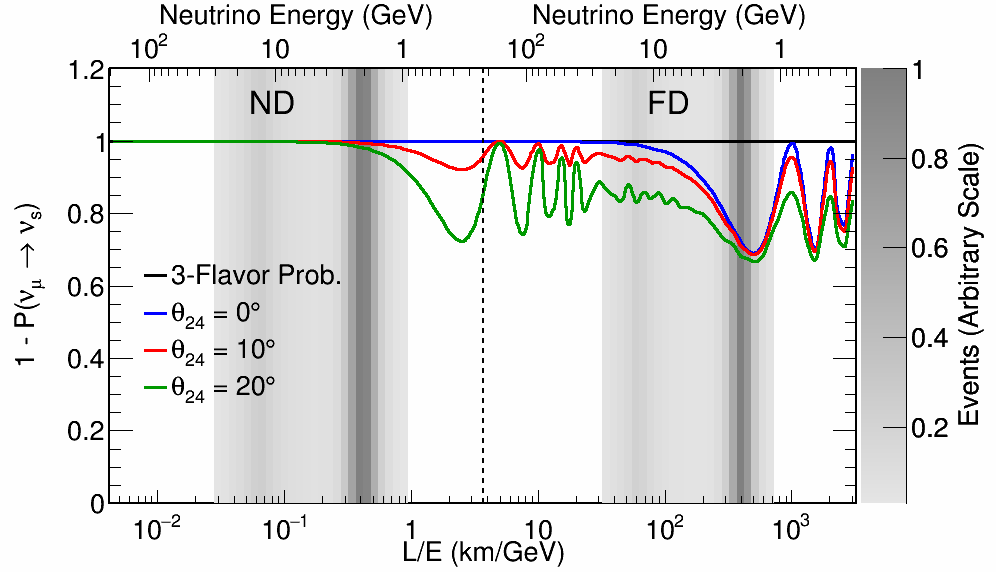 Neutrino Energy (GeV) Neutrino Energy (GeV)
10² 10 1 10² 10 1
1.2 1
ND FD
1
0.8 0.8
1 - P(ν_μ → ν_s)
Events (Arbitrary Scale)
0.6 0.6
3-Flavor Prob.
θ₂₄ = 0°
θ₂₄ = 10°
θ₂₄ = 20°
0.4 0.4
0.2 0.2
0
10⁻² 10⁻¹ 1 10 10² 10³
L/E (km/GeV)